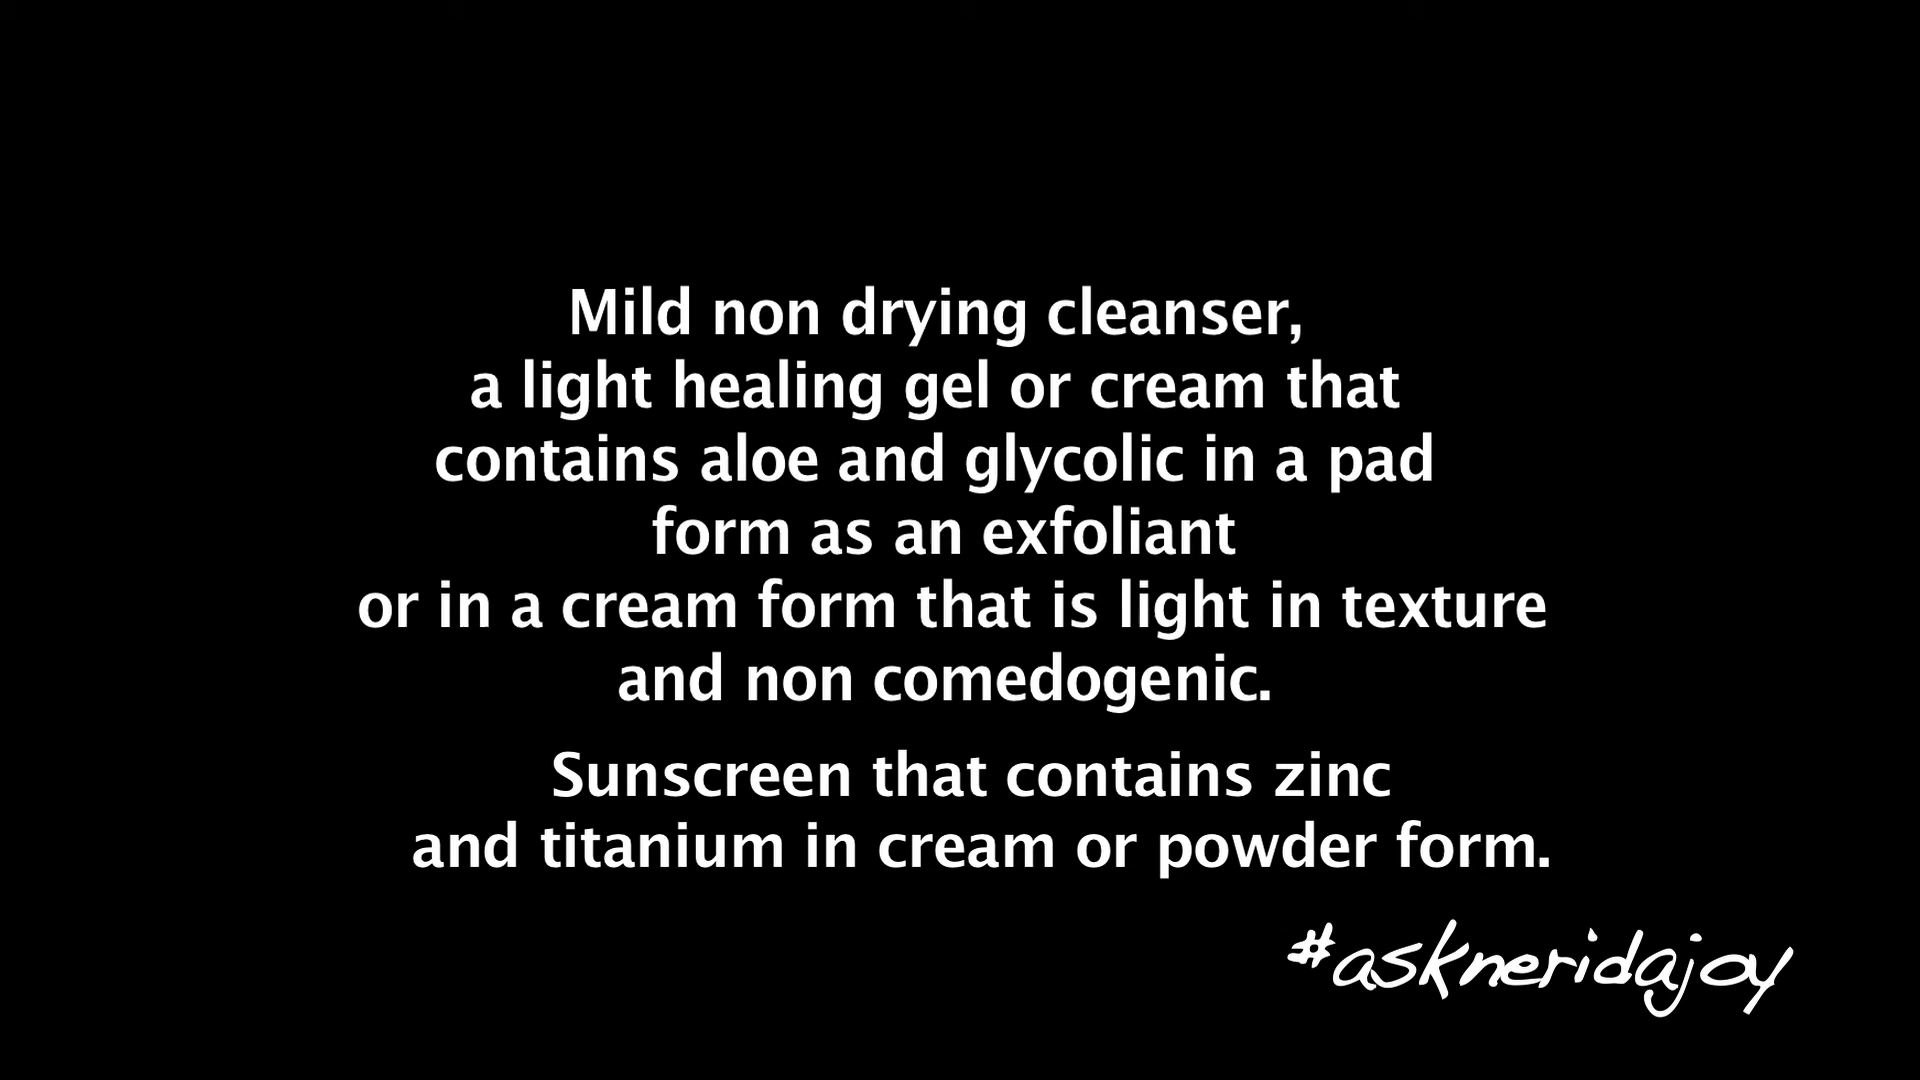 Mild non drying cleanser,
a light healing gel or cream that
contains aloe and glycolic in a pad
form as an exfoliant
or in a cream form that is light in texture
and non comedogenic.
Sunscreen that contains zinc
and titanium in cream or powder form.
#askneridajoy